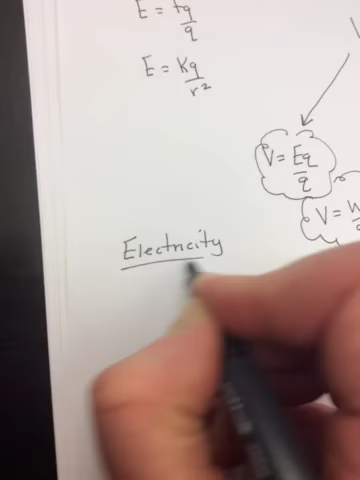 E = Fq/q
E = Kq/r²
V = Eq/q
V =
Electricity